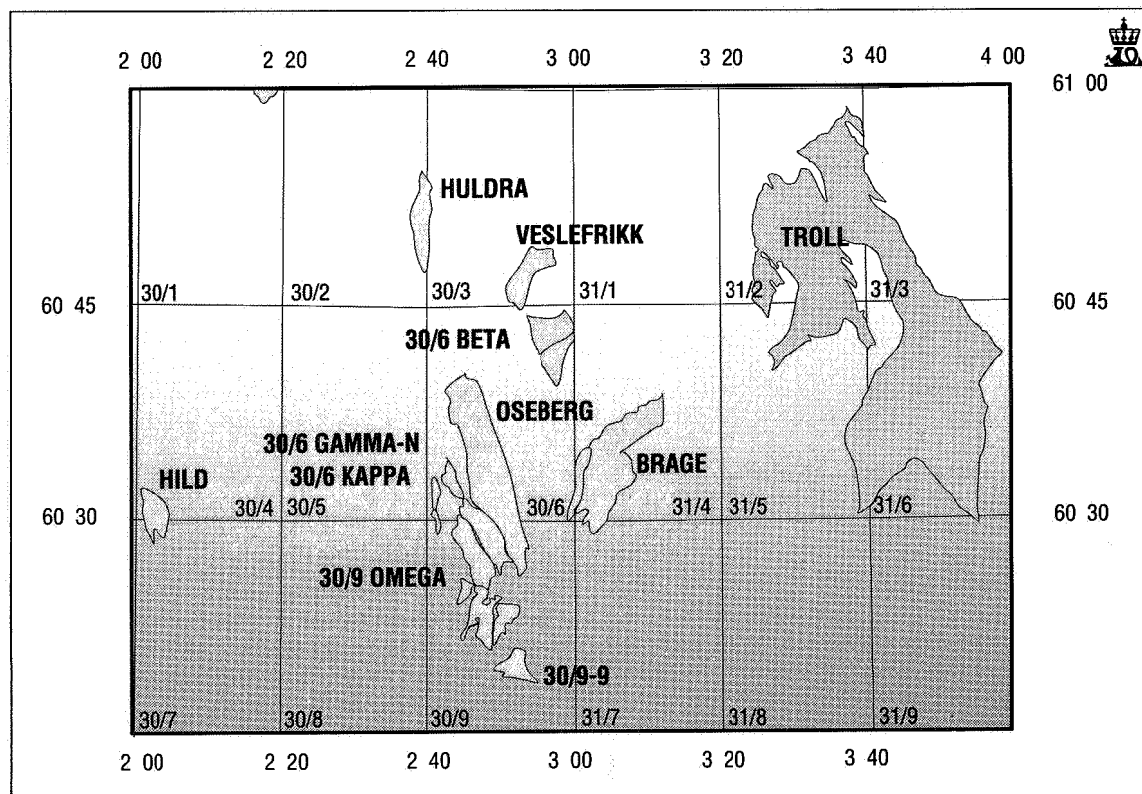 2 00 2 20 2 40 3 00 3 20 3 40 4 00
61 00
HULDRA
VESLEFRIKK
TROLL
30/1 30/2 30/3 31/1 31/2 31/3
60 45 60 45
30/6 BETA
OSEBERG
30/6 GAMMA-N
30/6 KAPPA
BRAGE
HILD
30/4 30/5 30/6 31/4 31/5 31/6
60 30 60 30
30/9 OMEGA
30/9-9
30/7 30/8 30/9 31/7 31/8 31/9
2 00 2 20 2 40 3 00 3 20 3 40